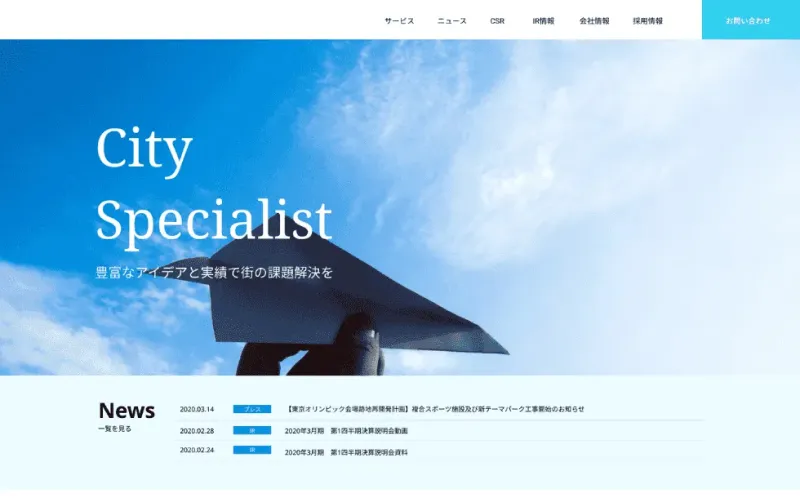 サービス ニュース CSR IR情報 会社情報 採用情報 お問い合わせ
City
Specialist
豊富なアイデアと実績で街の課題解決を
News
一覧を見る
2020.03.14 プレス 【東京オリンピック会場跡地再開発計画】複合スポーツ施設及び新テーマパーク工事開始のお知らせ
2020.02.28 IR 2020年3月期 第1四半期決算説明会動画
2020.02.24 IR 2020年3月期 第1四半期決算説明会資料